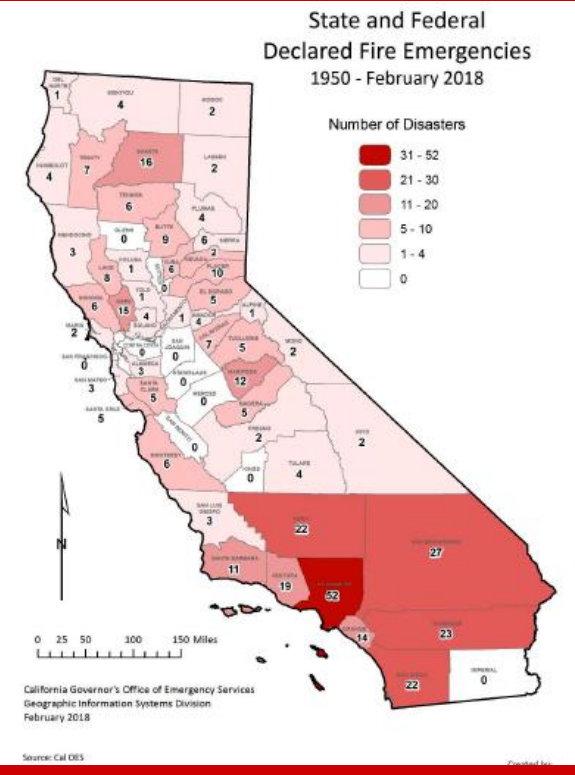 State and Federal
Declared Fire Emergencies
1950 - February 2018
Number of Disasters
31 - 52
21 - 30
11 - 20
5 - 10
1 - 4
0
DEL NORTE
1
SISKIYOU
4
MODOC
2
HUMBOLDT
4
TRINITY
7
SHASTA
16
LASSEN
2
TEHAMA
6
PLUMAS
4
MENDOCINO
3
GLENN
0
BUTTE
9
6
SIERRA
2
LAKE
8
COLUSA
1
0
YUBA
6
NEVADA
PLACER
10
SONOMA
6
NAPA
15
YOLO
1
EL DORADO
5
ALPINE
1
MARIN
2
SOLANO
4
1
AMADOR
4
CALAVERAS
7
TUOLUMNE
5
MONO
2
SAN FRANCISCO
0
CONTRA COSTA
0
SAN JOAQUIN
0
ALAMEDA
3
SAN MATEO
3
STANISLAUS
0
MARIPOSA
12
SANTA CLARA
5
MERCED
0
SANTA CRUZ
5
MADERA
5
SAN BENITO
0
FRESNO
2
INYO
2
MONTEREY
6
KINGS
0
TULARE
4
SAN LUIS OBISPO
3
KERN
22
SAN BERNARDINO
27
SANTA BARBARA
11
VENTURA
19
LOS ANGELES
52
ORANGE
14
RIVERSIDE
23
SAN DIEGO
22
IMPERIAL
0
N
0 25 50 100 150 Miles
California Governor's Office of Emergency Services
Geographic Information Systems Division
February 2018
Source: Cal OES
Created by: